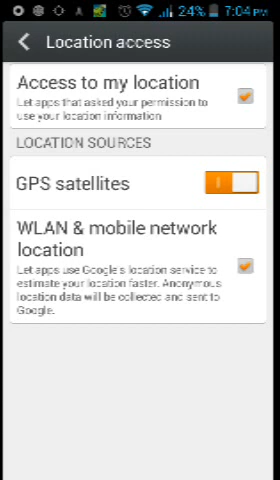 24% 7:04 PM
Location access
Access to my location
Let apps that asked your permission to
use your location information
LOCATION SOURCES
GPS satellites
WLAN & mobile network
location
Let apps use Google's location service to
estimate your location faster. Anonymous
location data will be collected and sent to
Google.